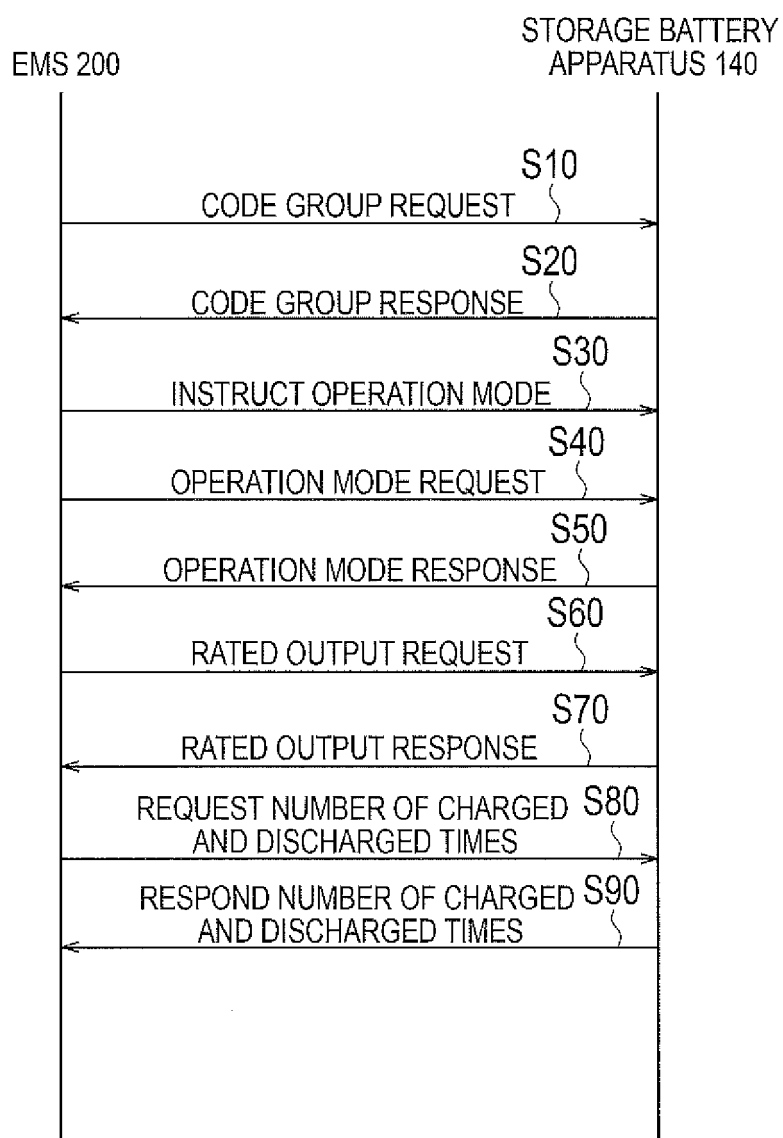 STORAGE BATTERY
EMS 200
APPARATUS 140
S10
CODE GROUP REQUEST
S20
CODE GROUP RESPONSE
S30
INSTRUCT OPERATION MODE
S40
OPERATION MODE REQUEST
S50
OPERATION MODE RESPONSE
S60
RATED OUTPUT REQUEST
S70
RATED OUTPUT RESPONSE
REQUEST NUMBER OF CHARGED S80
AND DISCHARGED TIMES
RESPOND NUMBER OF CHARGED S90
AND DISCHARGED TIMES